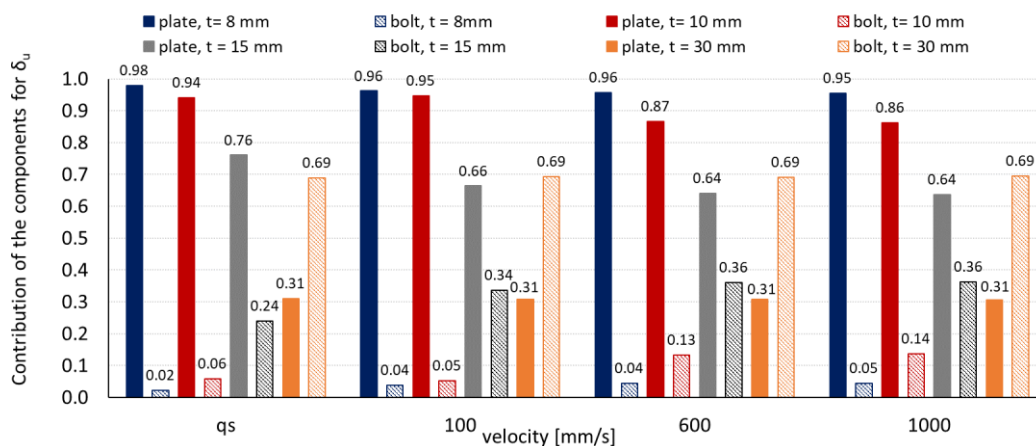 plate, t= 8 mm bolt, t = 8mm plate, t = 10 mm bolt, t = 10 mm
plate, t = 15 mm bolt, t = 15 mm plate, t = 30 mm bolt, t = 30 mm
Contribution of the components for δu
1.0
0.9
0.8
0.7
0.6
0.5
0.4
0.3
0.2
0.1
0.0
0.98 0.02 0.94 0.06 0.76 0.24 0.31 0.69
0.96 0.04 0.95 0.05 0.66 0.34 0.31 0.69
0.96 0.04 0.87 0.13 0.64 0.36 0.31 0.69
0.95 0.05 0.86 0.14 0.64 0.36 0.31 0.69
qs 100 600 1000
velocity [mm/s]